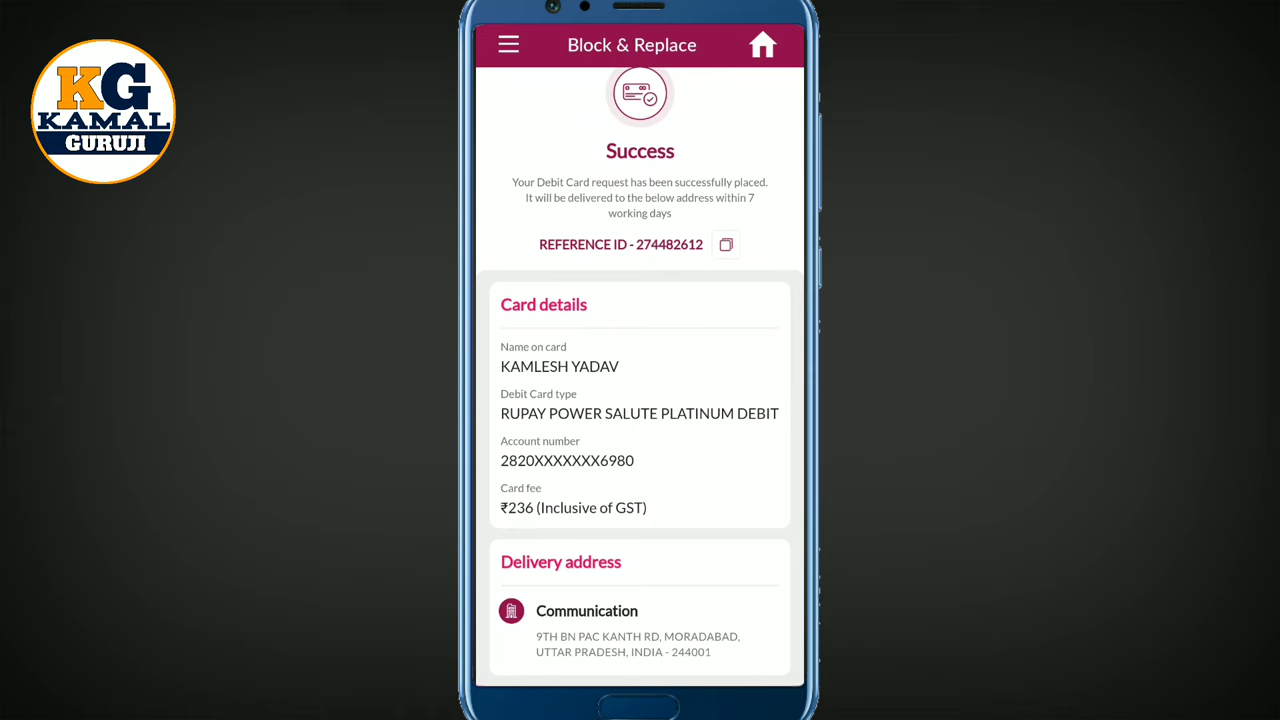 KG
KAMAL
GURUJI
Block & Replace
Success
Your Debit Card request has been successfully placed.
It will be delivered to the below address within 7
working days
REFERENCE ID - 274482612
Card details
Name on card
KAMLESH YADAV
Debit Card type
RUPAY POWER SALUTE PLATINUM DEBIT
Account number
2820XXXXXXX6980
Card fee
₹236 (Inclusive of GST)
Delivery address
Communication
9TH BN PAC KANTH RD, MORADABAD,
UTTAR PRADESH, INDIA - 244001